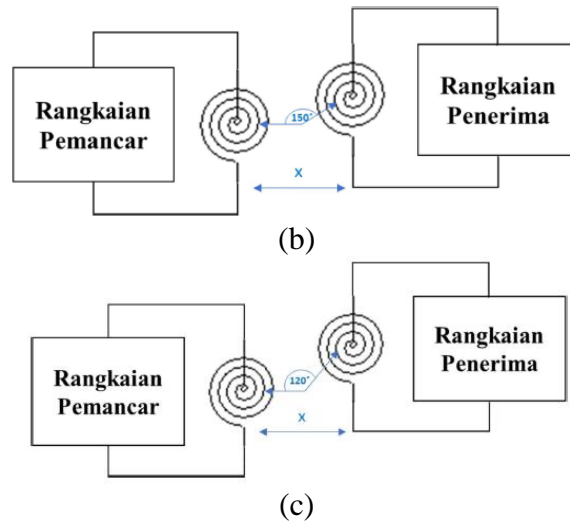 Rangkaian
Pemancar
150°
X
Rangkaian
Penerima
(b)
Rangkaian
Pemancar
120°
X
Rangkaian
Penerima
(c)